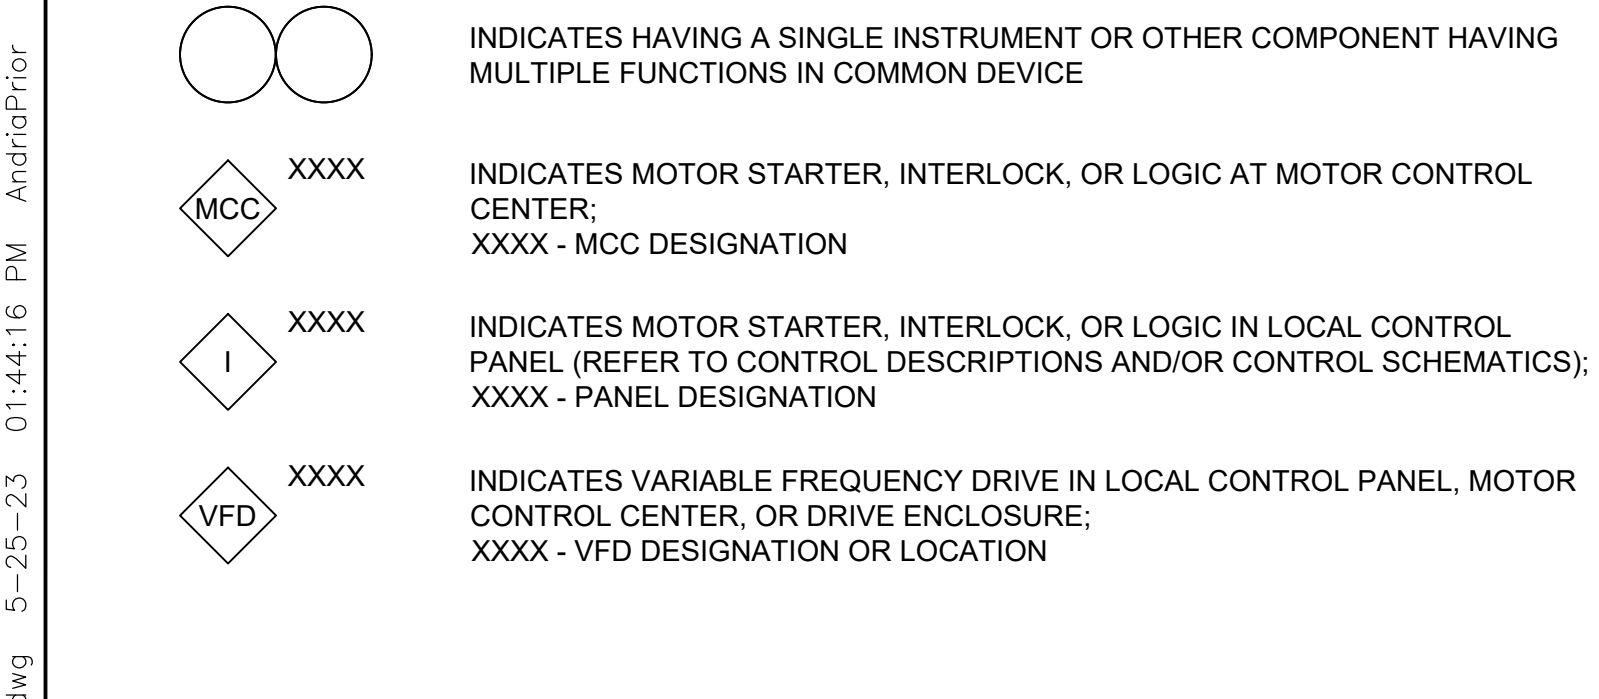 INDICATES HAVING A SINGLE INSTRUMENT OR OTHER COMPONENT HAVING
MULTIPLE FUNCTIONS IN COMMON DEVICE
MCC
XXXX
INDICATES MOTOR STARTER, INTERLOCK, OR LOGIC AT MOTOR CONTROL
CENTER;
XXXX - MCC DESIGNATION
I
XXXX
INDICATES MOTOR STARTER, INTERLOCK, OR LOGIC IN LOCAL CONTROL
PANEL (REFER TO CONTROL DESCRIPTIONS AND/OR CONTROL SCHEMATICS);
XXXX - PANEL DESIGNATION
VFD
XXXX
INDICATES VARIABLE FREQUENCY DRIVE IN LOCAL CONTROL PANEL, MOTOR
CONTROL CENTER, OR DRIVE ENCLOSURE;
XXXX - VFD DESIGNATION OR LOCATION
dwg 5-25-23 01:44:16 PM AndriaPrior